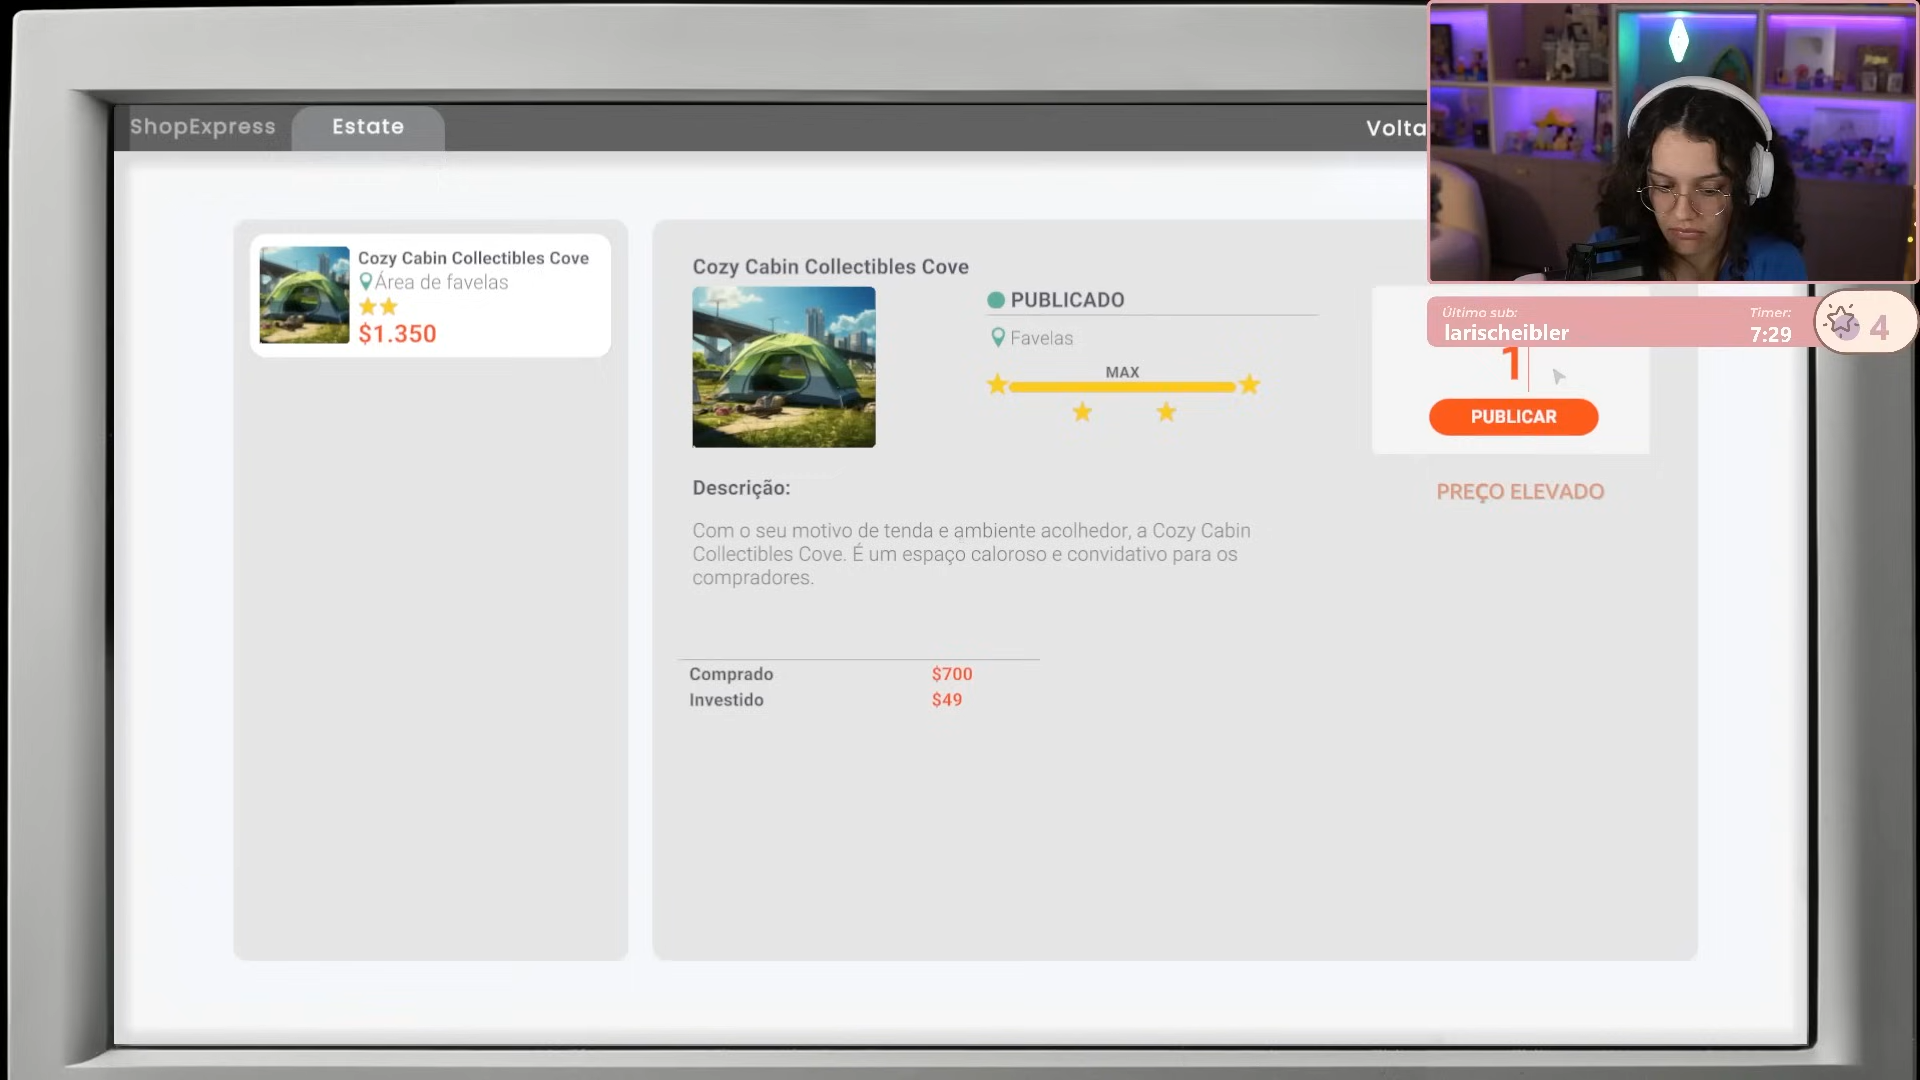 ShopExpress
Estate
Volta
Cozy Cabin Collectibles Cove
Área de favelas
$1.350
Cozy Cabin Collectibles Cove
PUBLICADO
Favelas
MAX
Último sub:
larischeibler
Timer:
7:29
4
1
PUBLICAR
PREÇO ELEVADO
Descrição:
Com o seu motivo de tenda e ambiente acolhedor, a Cozy Cabin
Collectibles Cove. É um espaço caloroso e convidativo para os
compradores.
Comprado $700
Investido $49